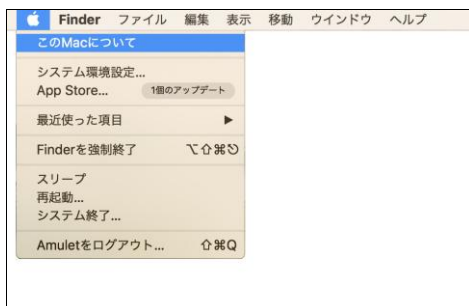 Finder ファイル 編集 表示 移動 ウインドウ ヘルプ
このMacについて
システム環境設定...
App Store... 1個のアップデート
最近使った項目 ▶
Finderを強制終了 ⌥⇧⌘⎋
スリープ
再起動...
システム終了...
Amuletをログアウト... ⇧⌘Q